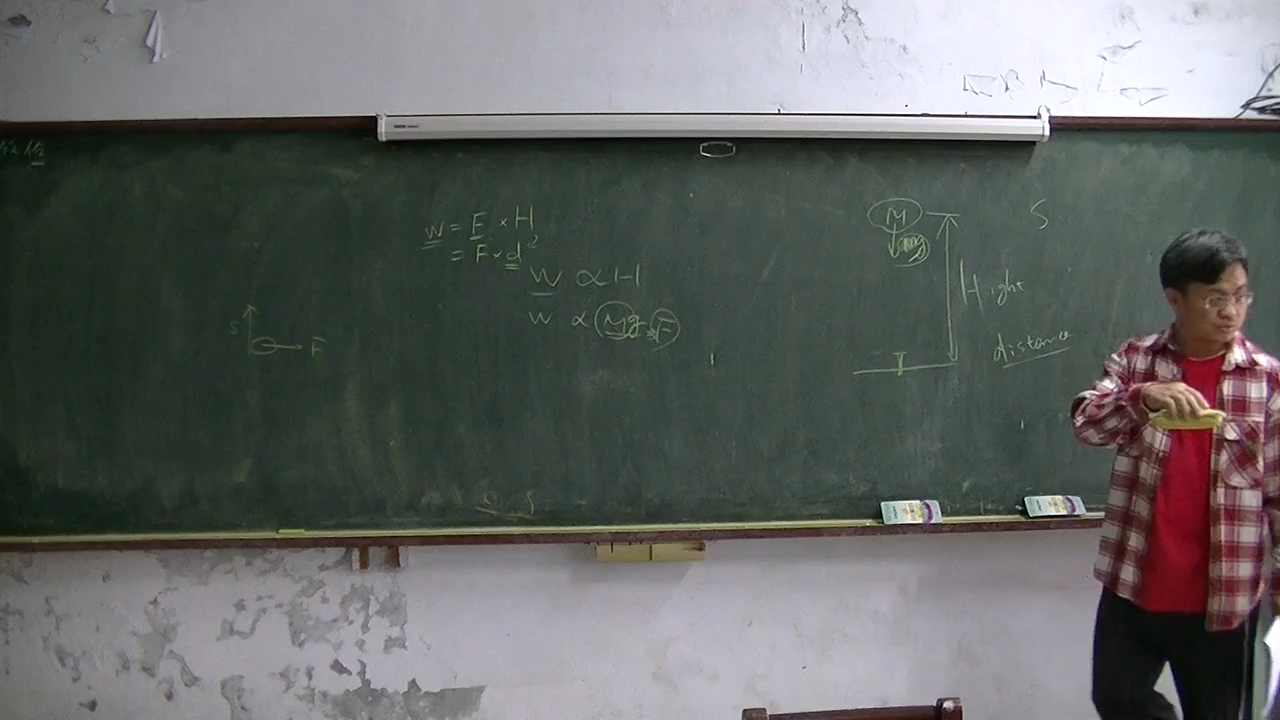 W = F × H
= F × d
W ∝ H
W ∝ Mg, F
S
F
M
mg
Hight
distance
S